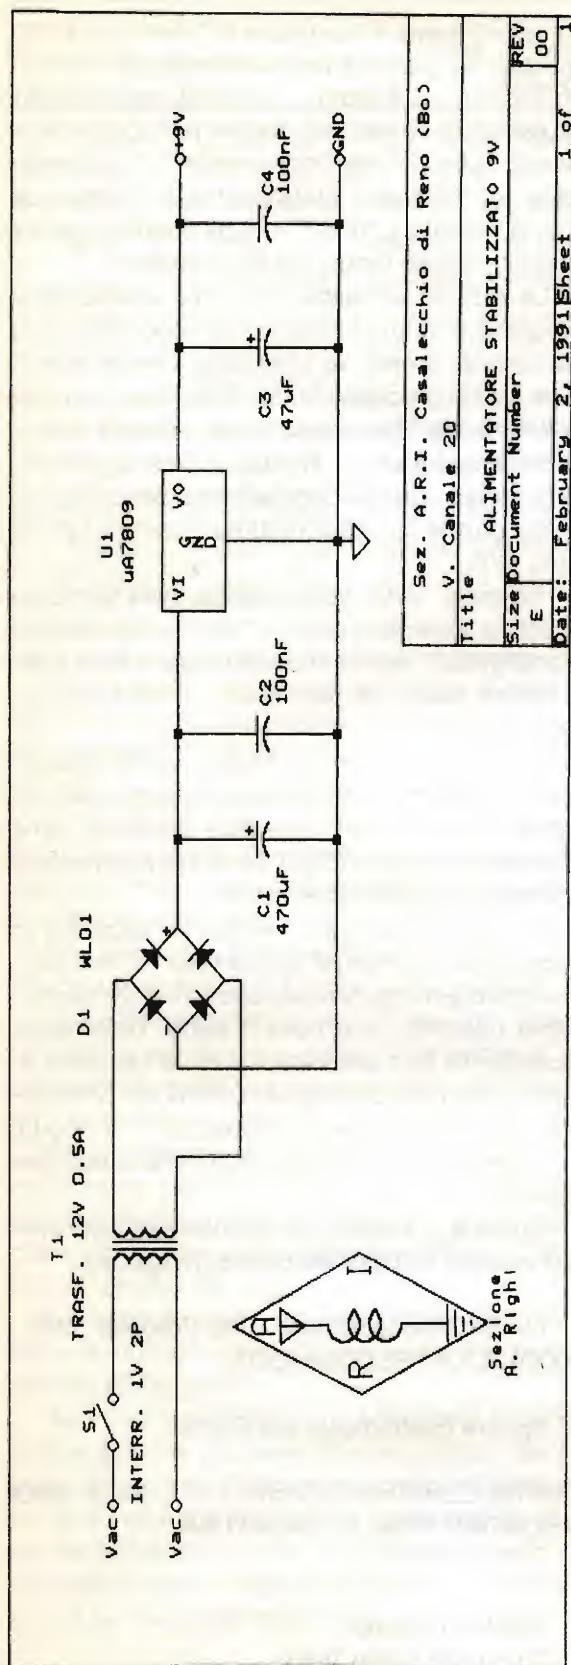 Vac
Vac
S1
INTERR. 1V 2P
T1
TRASF. 12V 0.5A
D1 WL01
+
-
C1
470uF
+
C2
100nF
U1
uA7809
VI VO
GND
C3
47uF
+
C4
100nF
+9V
GND
A
R I
Sezione
A. Righi
Sez. A.R.I. Casalecchio di Reno (Bo)
V. Canale 20
Title
ALIMENTATORE STABILIZZATO 9V
Size Document Number REV
E 00
Date: February 2, 1991 Sheet 1 of 1